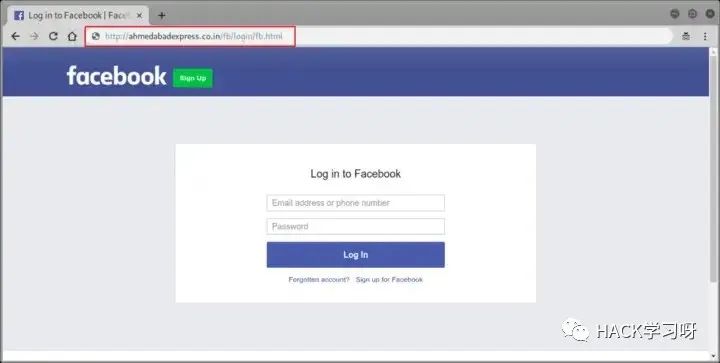 Log in to Facebook | Faceb
http://ahmedabadexpress.co.in/fb/login/fb.html
facebook
Sign Up
Log in to Facebook
Email address or phone number
Password
Log In
Forgotten account? Sign up for Facebook
HACK学习呀